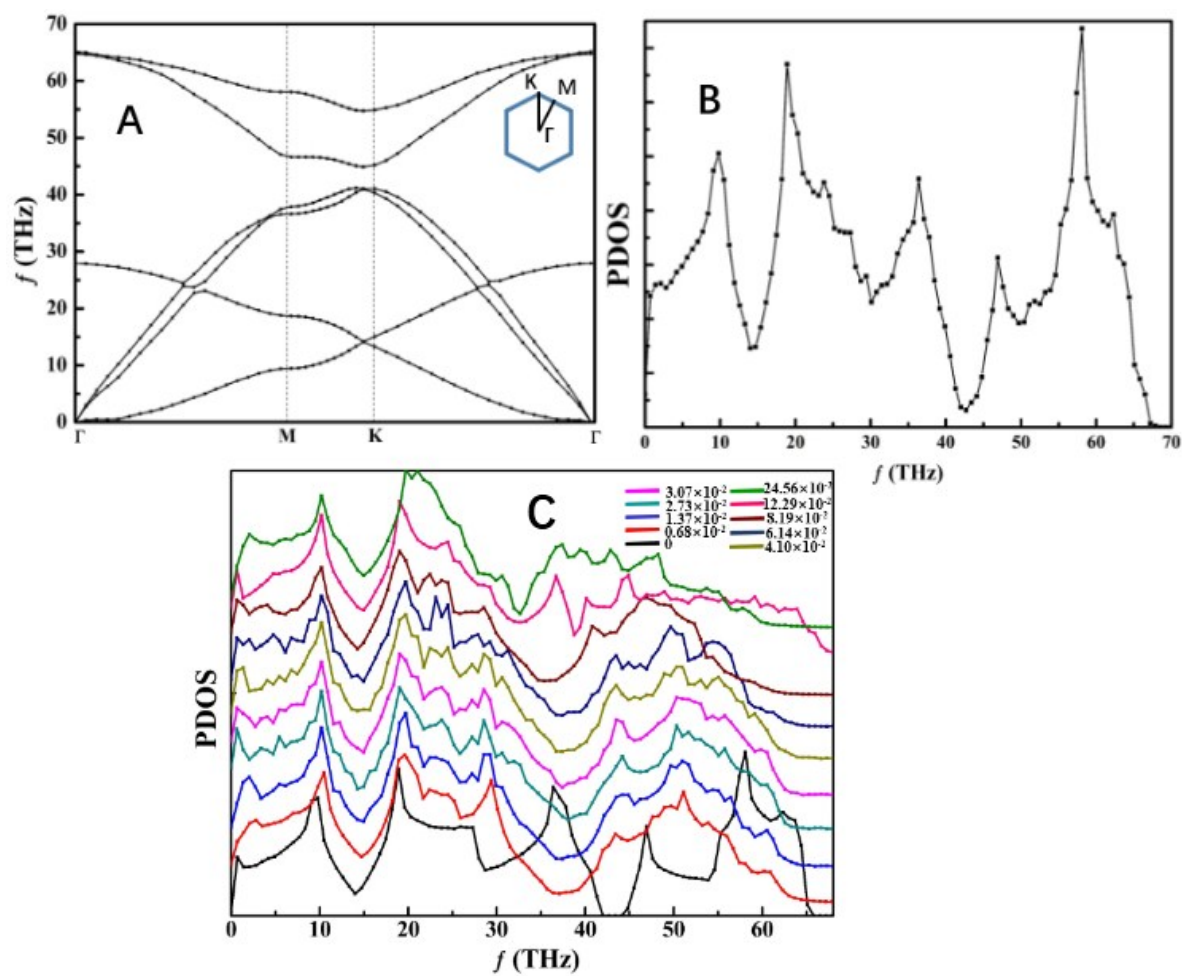 70
60
50
40
30
20
10
0
f (THz)
A
K
M
Γ
Γ
M
K
Γ
B
PDOS
0
10
20
30
40
50
60
70
f (THz)
C
3.07×10⁻²
2.73×10⁻²
1.37×10⁻²
0.68×10⁻²
0
24.56×10⁻²
12.29×10⁻²
8.19×10⁻²
6.14×10⁻²
4.10×10⁻²
PDOS
0
10
20
30
40
50
60
f (THz)